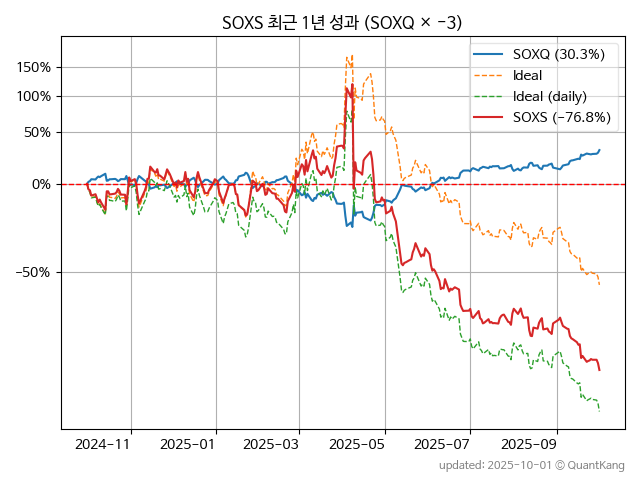 SOXS 최근 1년 성과 (SOXQ × −3)
SOXQ (30.3%)
Ideal
Ideal (daily)
SOXS (−76.8%)
150%
100%
50%
0%
−50%
2024-11
2025-01
2025-03
2025-05
2025-07
2025-09
updated: 2025-10-01 © QuantKang